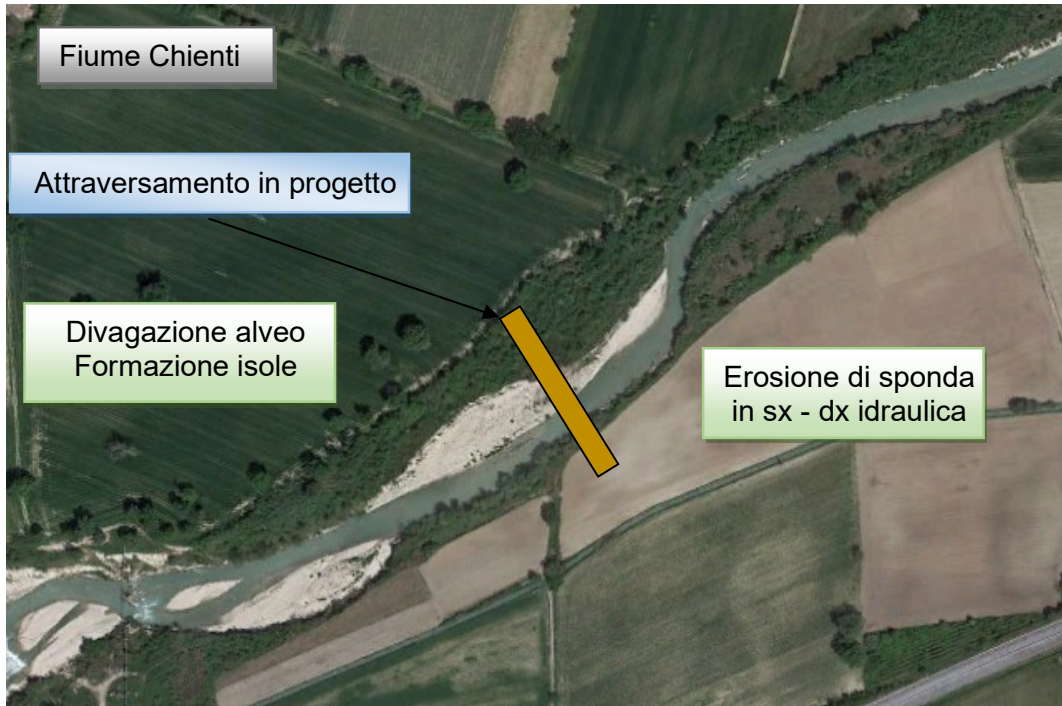 Fiume Chienti
Attraversamento in progetto
Divagazione alveo
Formazione isole
Erosione di sponda
in sx - dx idraulica